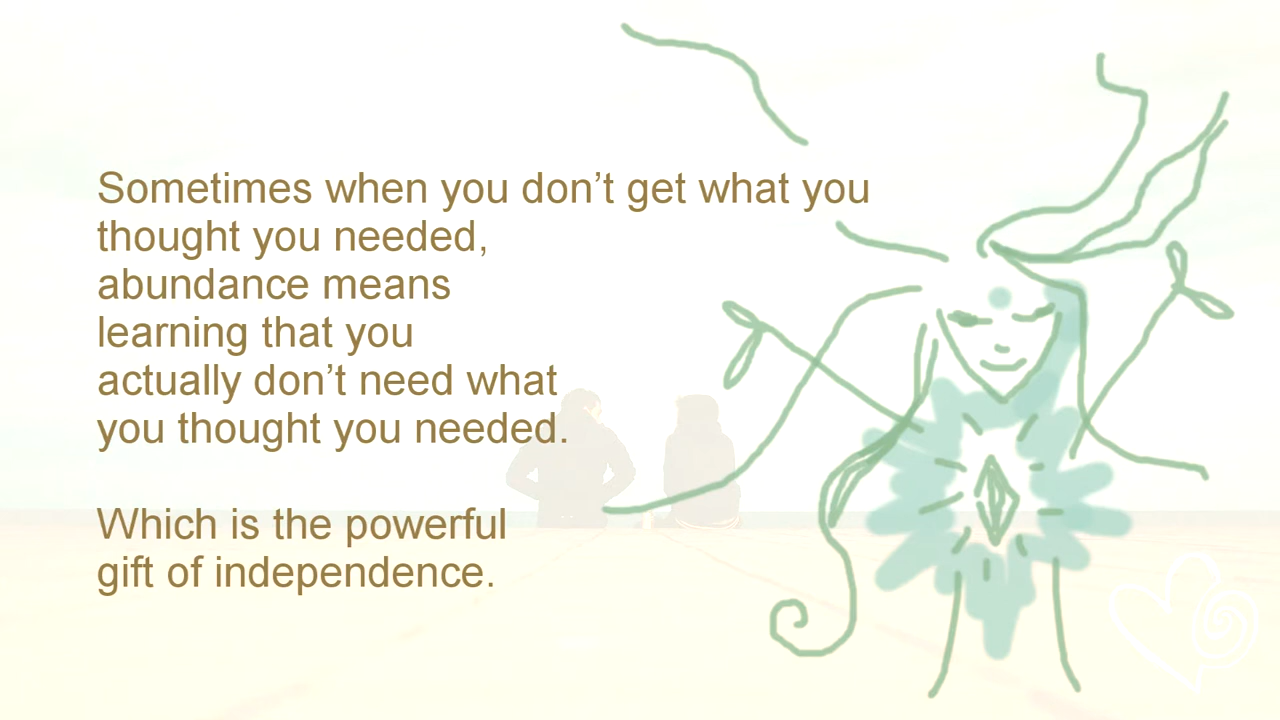 Sometimes when you don’t get what you
thought you needed,
abundance means
learning that you
actually don’t need what
you thought you needed.
Which is the powerful
gift of independence.